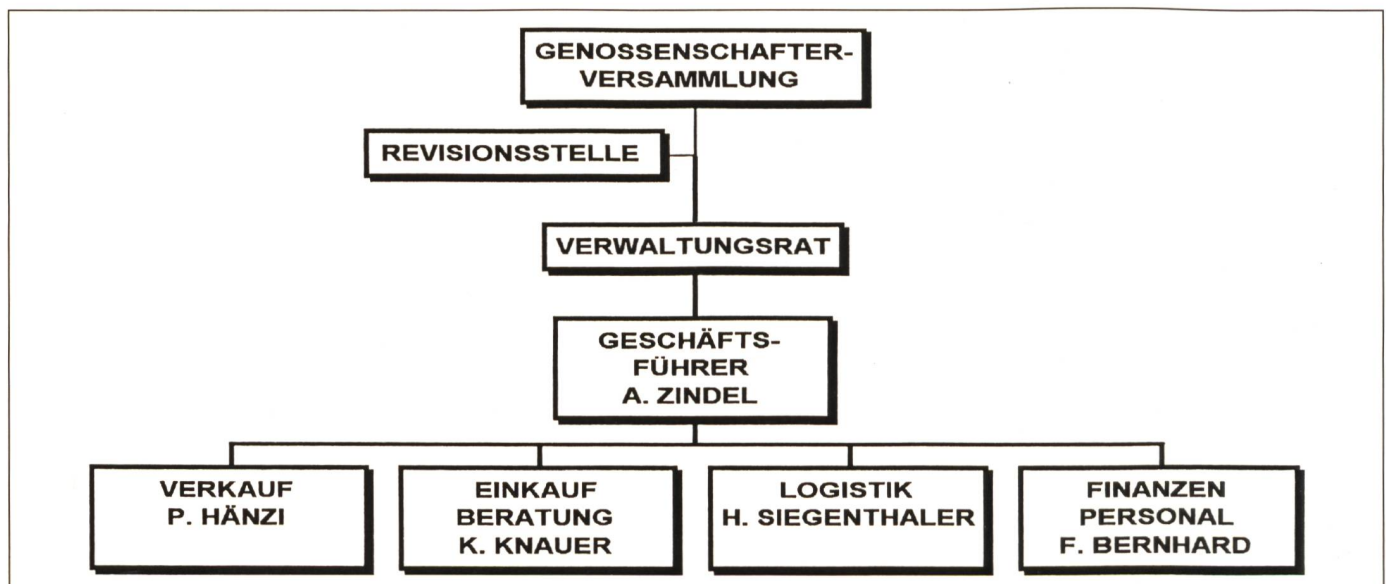 GENOSSENSCHAFTER-
VERSAMMLUNG
REVISIONSSTELLE
VERWALTUNGSRAT
GESCHÄFTS-
FÜHRER
A. ZINDEL
VERKAUF
P. HÄNZI
EINKAUF
BERATUNG
K. KNAUER
LOGISTIK
H. SIEGENTHALER
FINANZEN
PERSONAL
F. BERNHARD